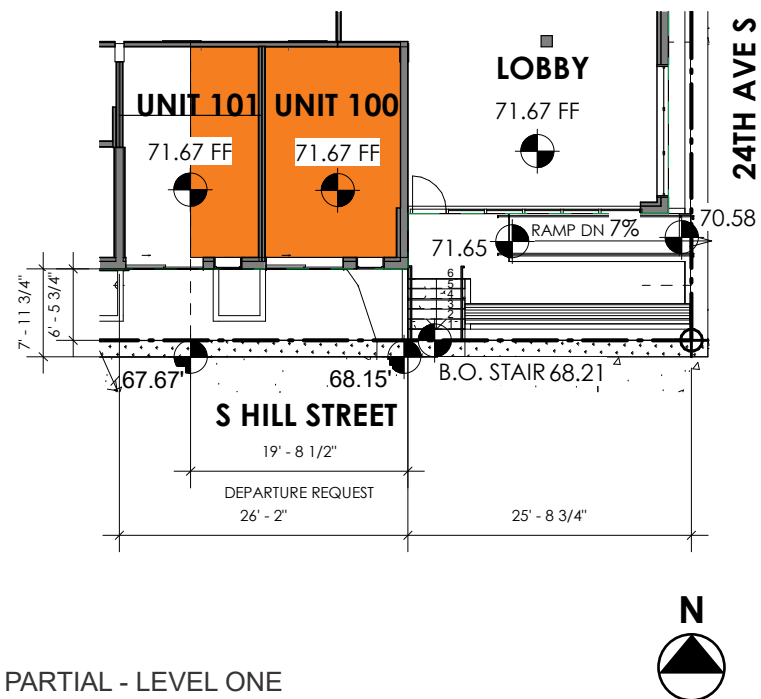 LOBBY
24TH AVE S
UNIT 101
UNIT 100
71.67 FF
71.67 FF
71.67 FF
70.58
RAMP DN 7%
71.65
6
5
4
3
2
1
7' - 11 3/4"
6' - 5 3/4"
67.67'
68.15'
B.O. STAIR 68.21
S HILL STREET
19' - 8 1/2"
DEPARTURE REQUEST
26' - 2"
25' - 8 3/4"
N
PARTIAL - LEVEL ONE